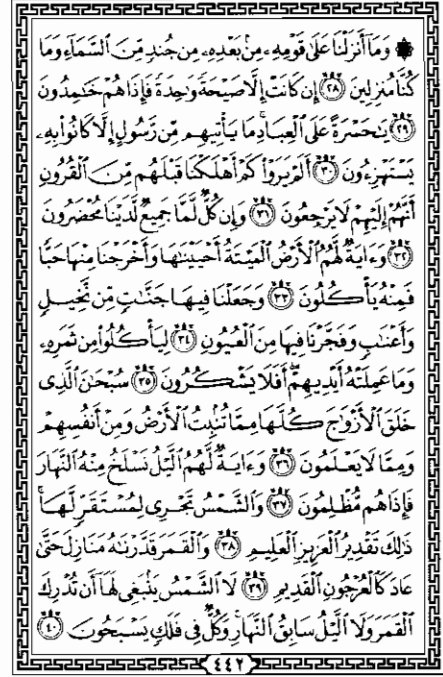 ۞ وَمَآ أَنزَلْنَا عَلَىٰ قَوْمِهِۦ مِنۢ بَعْدِهِۦ مِن جُندٍ مِّنَ ٱلسَّمَآءِ وَمَا
كُنَّا مُنزِلِينَ ٢٨ إِن كَانَتْ إِلَّا صَيْحَةً وَٰحِدَةً فَإِذَا هُمْ خَٰمِدُونَ
٢٩ يَٰحَسْرَةً عَلَى ٱلْعِبَادِ مَا يَأْتِيهِم مِّن رَّسُولٍ إِلَّا كَانُوا۟ بِهِۦ
يَسْتَهْزِءُونَ ٣٠ أَلَمْ يَرَوْا۟ كَمْ أَهْلَكْنَا قَبْلَهُم مِّنَ ٱلْقُرُونِ
أَنَّهُمْ إِلَيْهِمْ لَا يَرْجِعُونَ ٣١ وَإِن كُلٌّ لَّمَّا جَمِيعٌ لَّدَيْنَا مُحْضَرُونَ
٣٢ وَءَايَةٌ لَّهُمُ ٱلْأَرْضُ ٱلْمَيْتَةُ أَحْيَيْنَٰهَا وَأَخْرَجْنَا مِنْهَا حَبًّا
فَمِنْهُ يَأْكُلُونَ ٣٣ وَجَعَلْنَا فِيهَا جَنَّٰتٍ مِّن نَّخِيلٍ
وَأَعْنَٰبٍ وَفَجَّرْنَا فِيهَا مِنَ ٱلْعُيُونِ ٣٤ لِيَأْكُلُوا۟ مِن ثَمَرِهِۦ
وَمَا عَمِلَتْهُ أَيْدِيهِمْ أَفَلَا يَشْكُرُونَ ٣٥ سُبْحَٰنَ ٱلَّذِى
خَلَقَ ٱلْأَزْوَٰجَ كُلَّهَا مِمَّا تُنۢبِتُ ٱلْأَرْضُ وَمِنْ أَنفُسِهِمْ
وَمِمَّا لَا يَعْلَمُونَ ٣٦ وَءَايَةٌ لَّهُمُ ٱلَّيْلُ نَسْلَخُ مِنْهُ ٱلنَّهَارَ
فَإِذَا هُم مُّظْلِمُونَ ٣٧ وَٱلشَّمْسُ تَجْرِى لِمُسْتَقَرٍّ لَّهَا
ذَٰلِكَ تَقْدِيرُ ٱلْعَزِيزِ ٱلْعَلِيمِ ٣٨ وَٱلْقَمَرَ قَدَّرْنَٰهُ مَنَازِلَ حَتَّىٰ
عَادَ كَٱلْعُرْجُونِ ٱلْقَدِيمِ ٣٩ لَا ٱلشَّمْسُ يَنۢبَغِى لَهَآ أَن تُدْرِكَ
ٱلْقَمَرَ وَلَا ٱلَّيْلُ سَابِقُ ٱلنَّهَارِ وَكُلٌّ فِى فَلَكٍ يَسْبَحُونَ ٤٠
٤٤٢